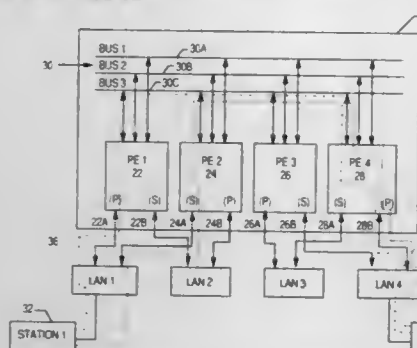 BUS 1
30A
30
BUS 2
30B
BUS 3
30C
PE 1
22
PE 2
24
PE 3
26
PE 4
28
(P)
(S)
(S)
(P)
(P)
(S)
(S)
(P)
22A
22B
24A
24B
26A
26B
28A
28B
36
LAN 1
LAN 2
LAN 3
LAN 4
32
STATION 1